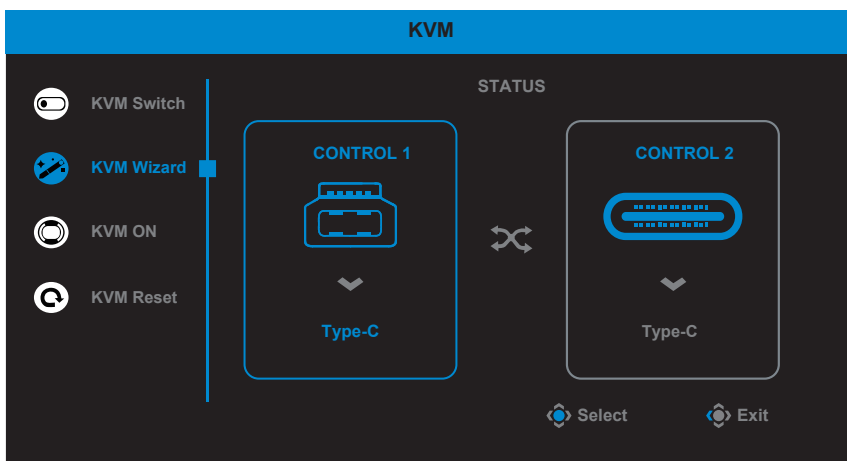 KVM
STATUS
KVM Switch
KVM Wizard
KVM ON
KVM Reset
CONTROL 1
Type-C
CONTROL 2
Type-C
Select
Exit